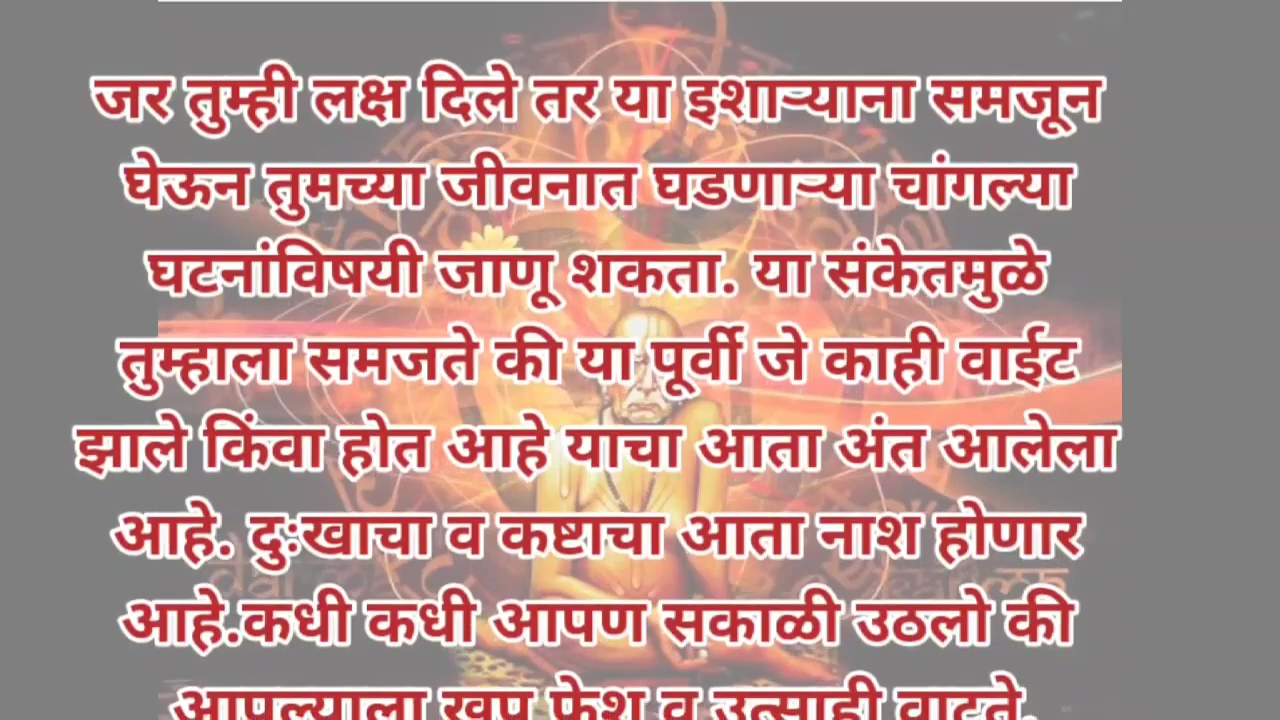 जर तुम्ही लक्ष दिले तर या इशाऱ्याना समजून
घेऊन तुमच्या जीवनात घडणाऱ्या चांगल्या
घटनांविषयी जाणू शकता. या संकेतमुळे
तुम्हाला समजते की या पूर्वी जे काही वाईट
झाले किंवा होत आहे याचा आता अंत आलेला
आहे. दुःखाचा व कष्टाचा आता नाश होणार
आहे.कधी कधी आपण सकाळी उठलो की
आपल्याला खूप फ्रेश व उत्साही वाटते.